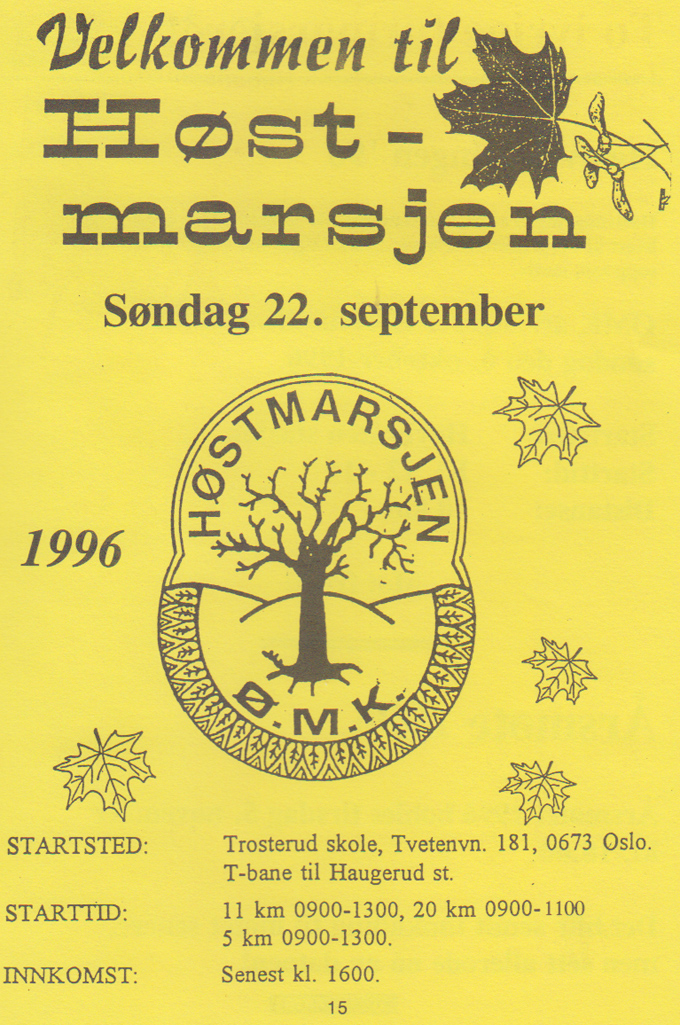 Velkommen til
Høst-
marsjen
Søndag 22. september
HØSTMARSJEN
1996
Ø.M.K.
STARTSTED: Trosterud skole, Tvetenvn. 181, 0673 Oslo.
T-bane til Haugerud st.
STARTTID: 11 km 0900-1300, 20 km 0900-1100
5 km 0900-1300.
INNKOMST: Senest kl. 1600.
15